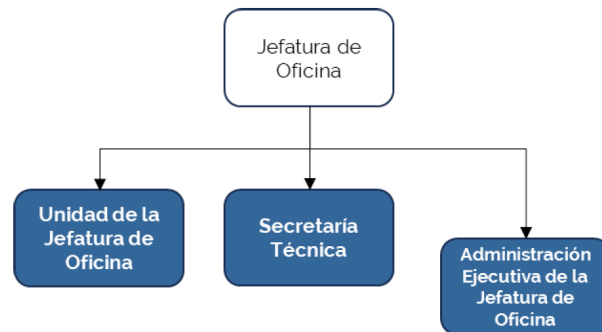 Jefatura de
Oficina
Unidad de la
Jefatura de
Oficina
Secretaría
Técnica
Administración
Ejecutiva de la
Jefatura de
Oficina